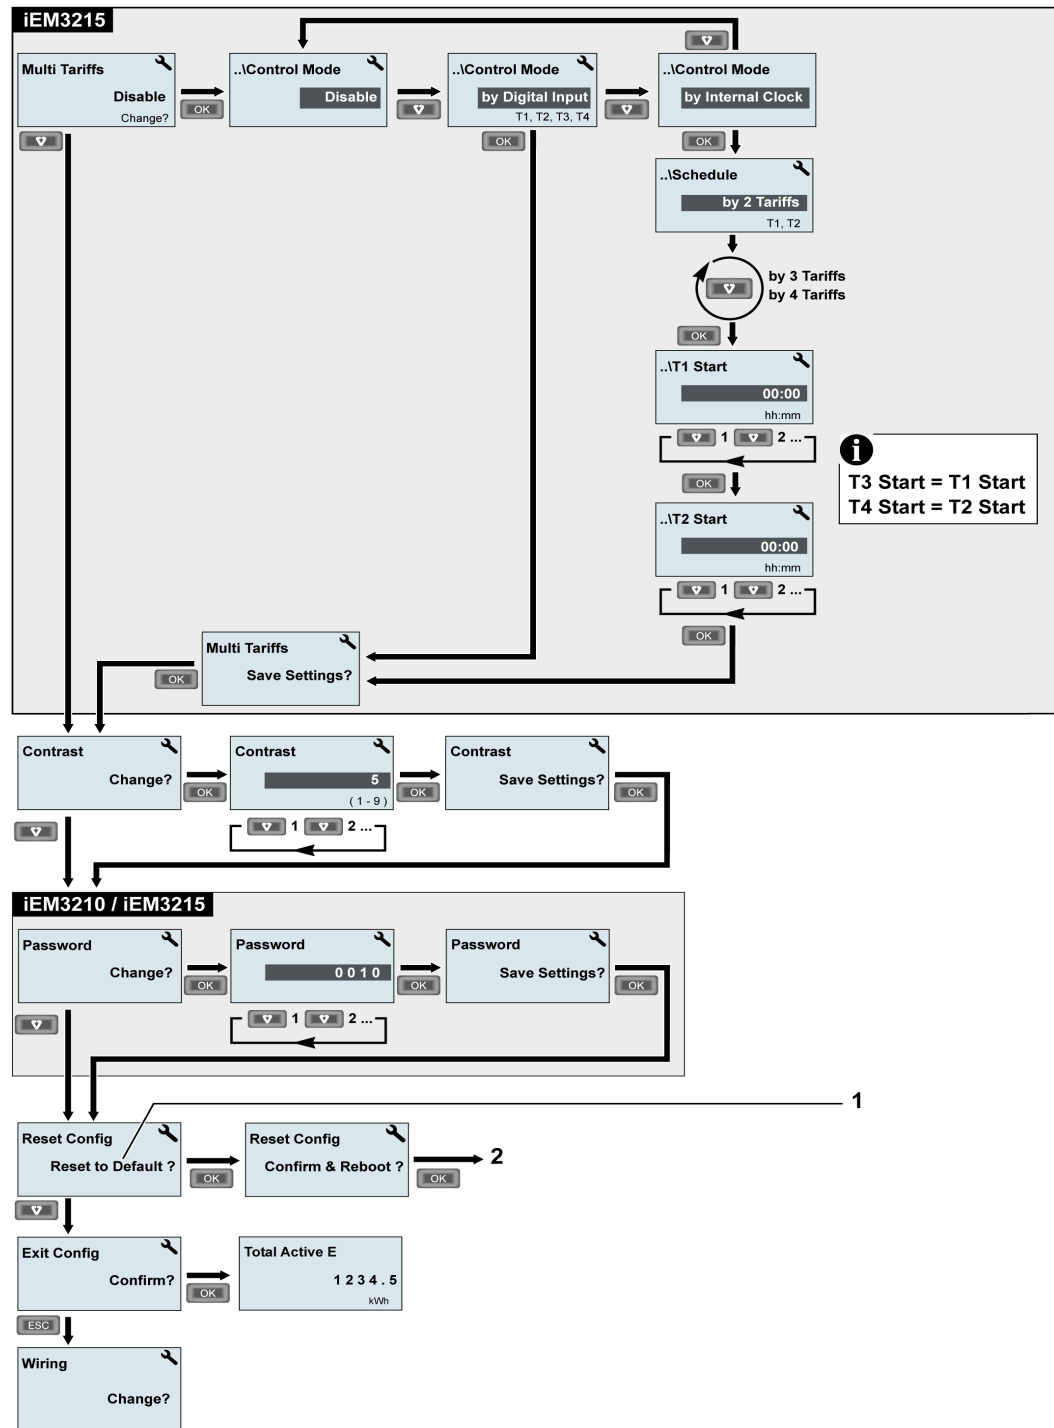 iEM3215
Multi Tariffs
Disable
Change?
OK
..\Control Mode
Disable
..\Control Mode
by Digital Input
T1, T2, T3, T4
OK
..\Control Mode
by Internal Clock
OK
..\Schedule
by 2 Tariffs
T1, T2
by 3 Tariffs
by 4 Tariffs
OK
..\T1 Start
00:00
hh:mm
1 2 ...
OK
T3 Start = T1 Start
T4 Start = T2 Start
i
..\T2 Start
00:00
hh:mm
1 2 ...
OK
Multi Tariffs
Save Settings?
OK
Contrast
Change?
OK
Contrast
5
( 1 - 9 )
1 2 ...
OK
Contrast
Save Settings?
OK
iEM3210 / iEM3215
Password
Change?
OK
Password
0 0 1 0
1 2 ...
OK
Password
Save Settings?
OK
1
Reset Config
Reset to Default ?
OK
Reset Config
Confirm & Reboot ?
OK
2
Exit Config
Confirm?
OK
Total Active E
1 2 3 4 . 5
kWh
ESC
Wiring
Change?